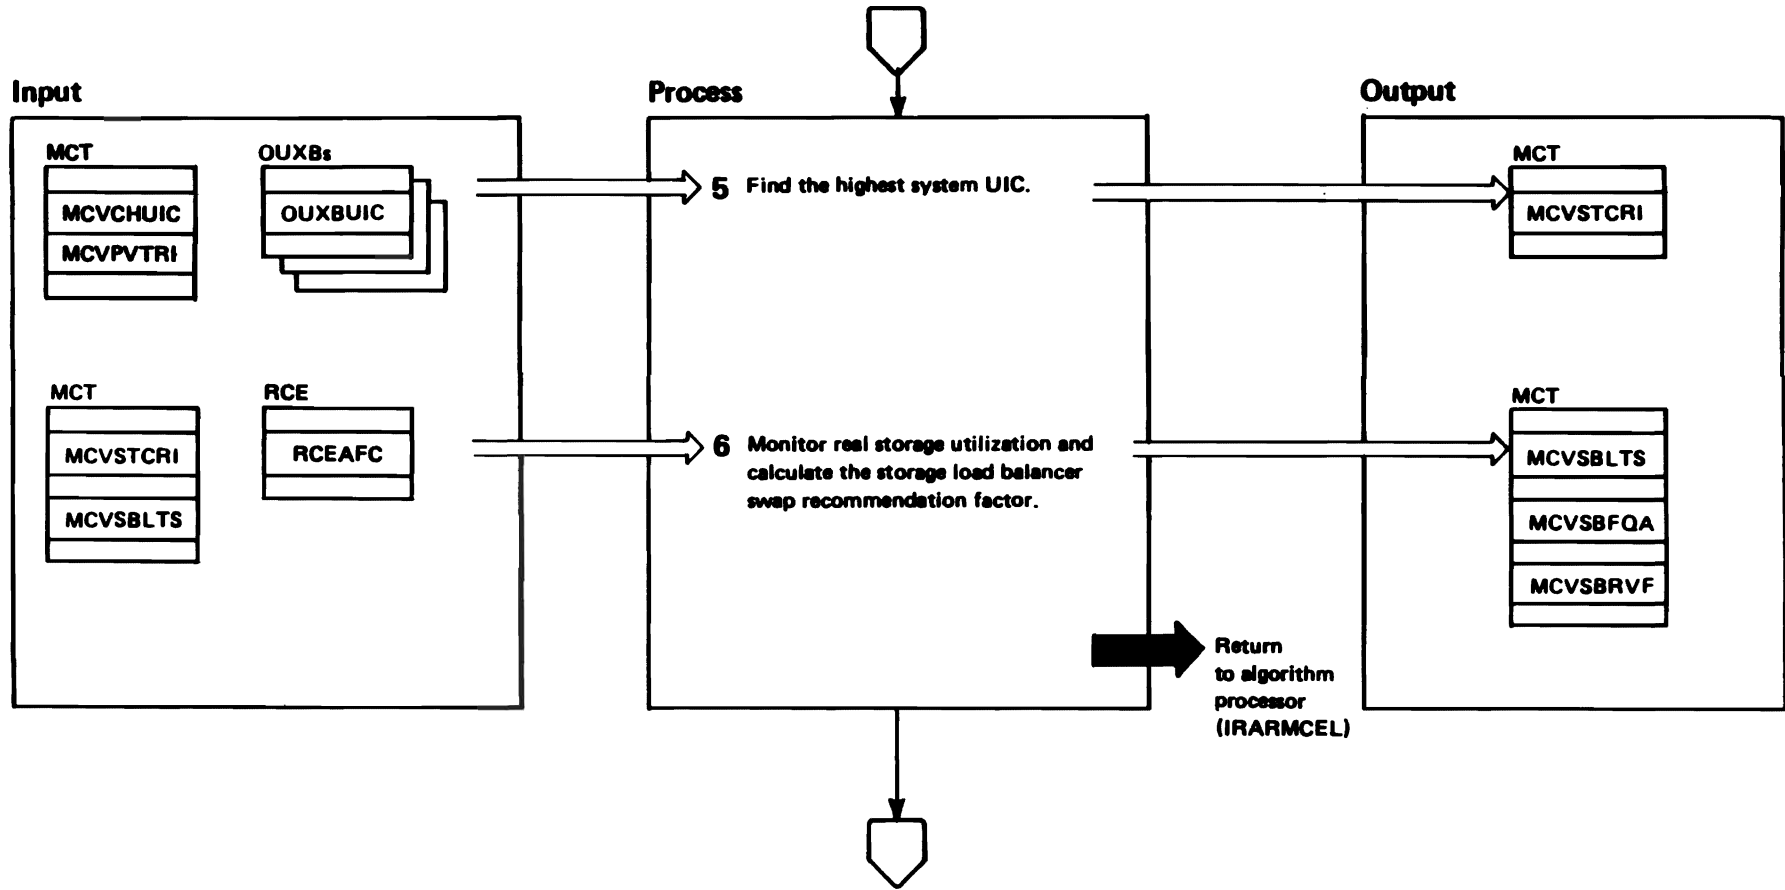 Input
MCT
MCVCHUIC
MCVPVTRI
OUXBs
OUXBUIC
MCT
MCVSTCRI
MCVSBLTS
RCE
RCEAFC
Process
5 Find the highest system UIC.
6 Monitor real storage utilization and
calculate the storage load balancer
swap recommendation factor.
Return
to algorithm
processor
(IRARMCEL)
Output
MCT
MCVSTCRI
MCT
MCVSBLTS
MCVSBFQA
MCVSBRVF